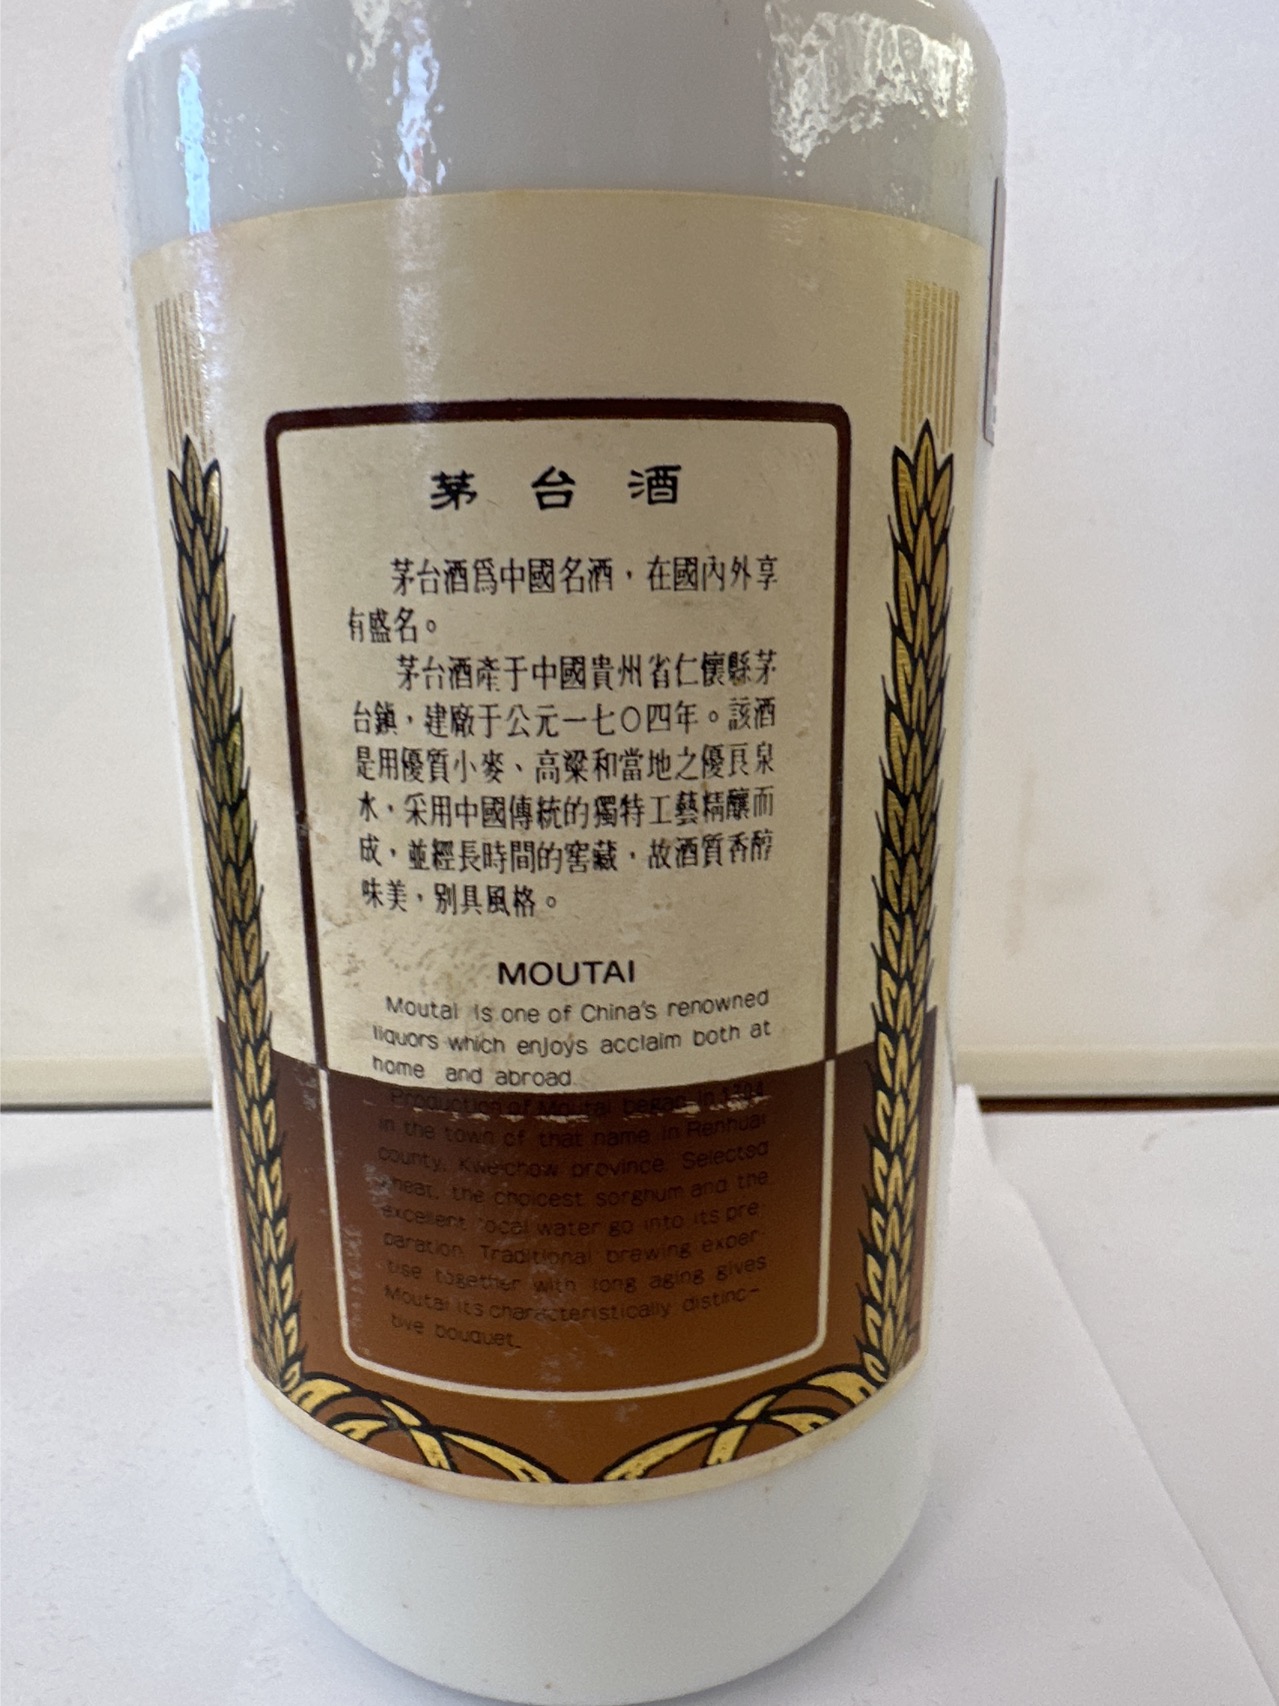 茅台酒
茅台酒爲中國名酒，在國內外享
有盛名。
茅台酒產于中國貴州省仁懷縣茅
台鎮，建廠于公元一七〇四年。該酒
是用優質小麥、高粱和當地之優良泉
水，采用中國傳統的獨特工藝精釀而
成，並經長時間的窖藏，故酒質香醇
味美，別具風格。
MOUTAI
Moutai is one of China's renowned
liquors which enjoys acclaim both at
home and abroad.
Production of Moutai began in 1704
in the town of that name in Renhuai
county, Kweichow province. Selected
wheat, the choicest sorghum and the
excellent local water go into its pre-
paration. Traditional brewing exper-
tise together with long aging gives
Moutai its characteristically distinc-
tive bouquet.